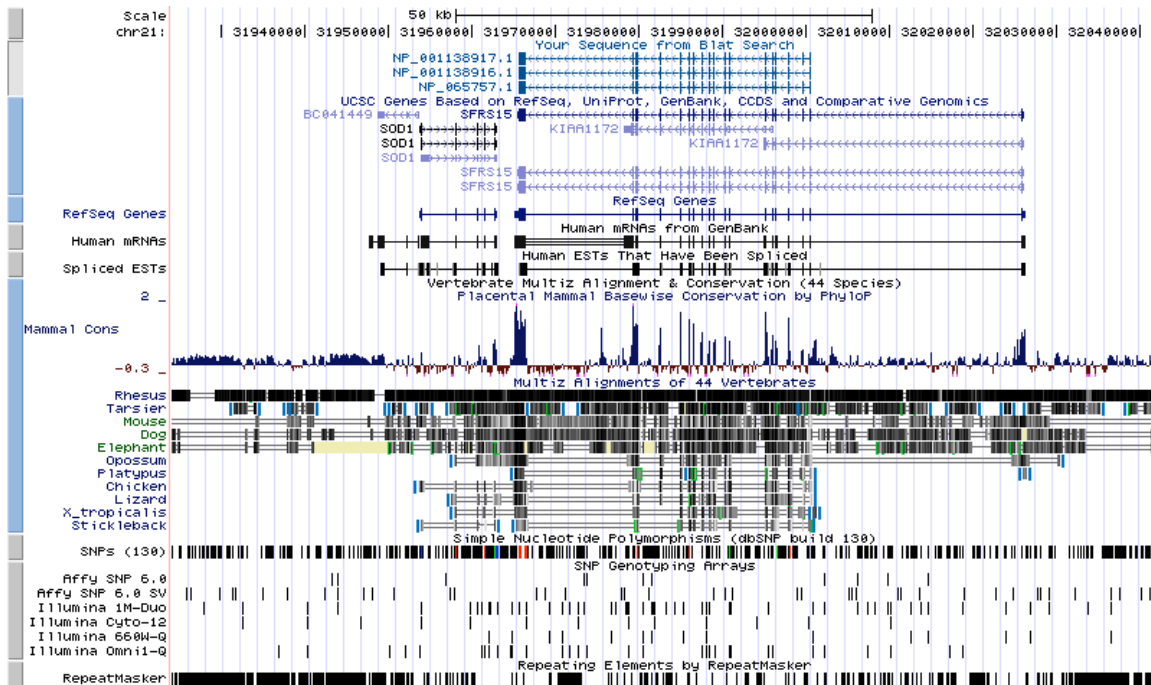 Scale 50 kb
chr21: 31940000 31950000 31960000 31970000 31980000 31990000 32000000 32010000 32020000 32030000 32040000
Your Sequence from Blat Search
NP_001138917.1
NP_001138916.1
NP_065757.1
UCSC Genes Based on RefSeq, UniProt, GenBank, CCDS and Comparative Genomics
BC041449 SFRS15
SOD1 KIAA1172
SOD1 KIAA1172
SOD1
SFRS15
SFRS15
RefSeq Genes
RefSeq Genes
Human mRNAs from GenBank
Human mRNAs
Human ESTs That Have Been Spliced
Spliced ESTs
Vertebrate Multiz Alignment & Conservation (44 Species)
2 _ Placental Mammal Basewise Conservation by PhyloP
Mammal Cons
-0.3 _
Multiz Alignments of 44 Vertebrates
Rhesus
Tarsier
Mouse
Dog
Elephant
Opossum
Platypus
Chicken
Lizard
X_tropicalis
Stickleback
Simple Nucleotide Polymorphisms (dbSNP build 130)
SNPs (130)
SNP Genotyping Arrays
Affy SNP 6.0
Affy SNP 6.0 SV
Illumina 1M-Duo
Illumina Cyto-12
Illumina 660W-Q
Illumina Omni1-Q
Repeating Elements by RepeatMasker
RepeatMasker